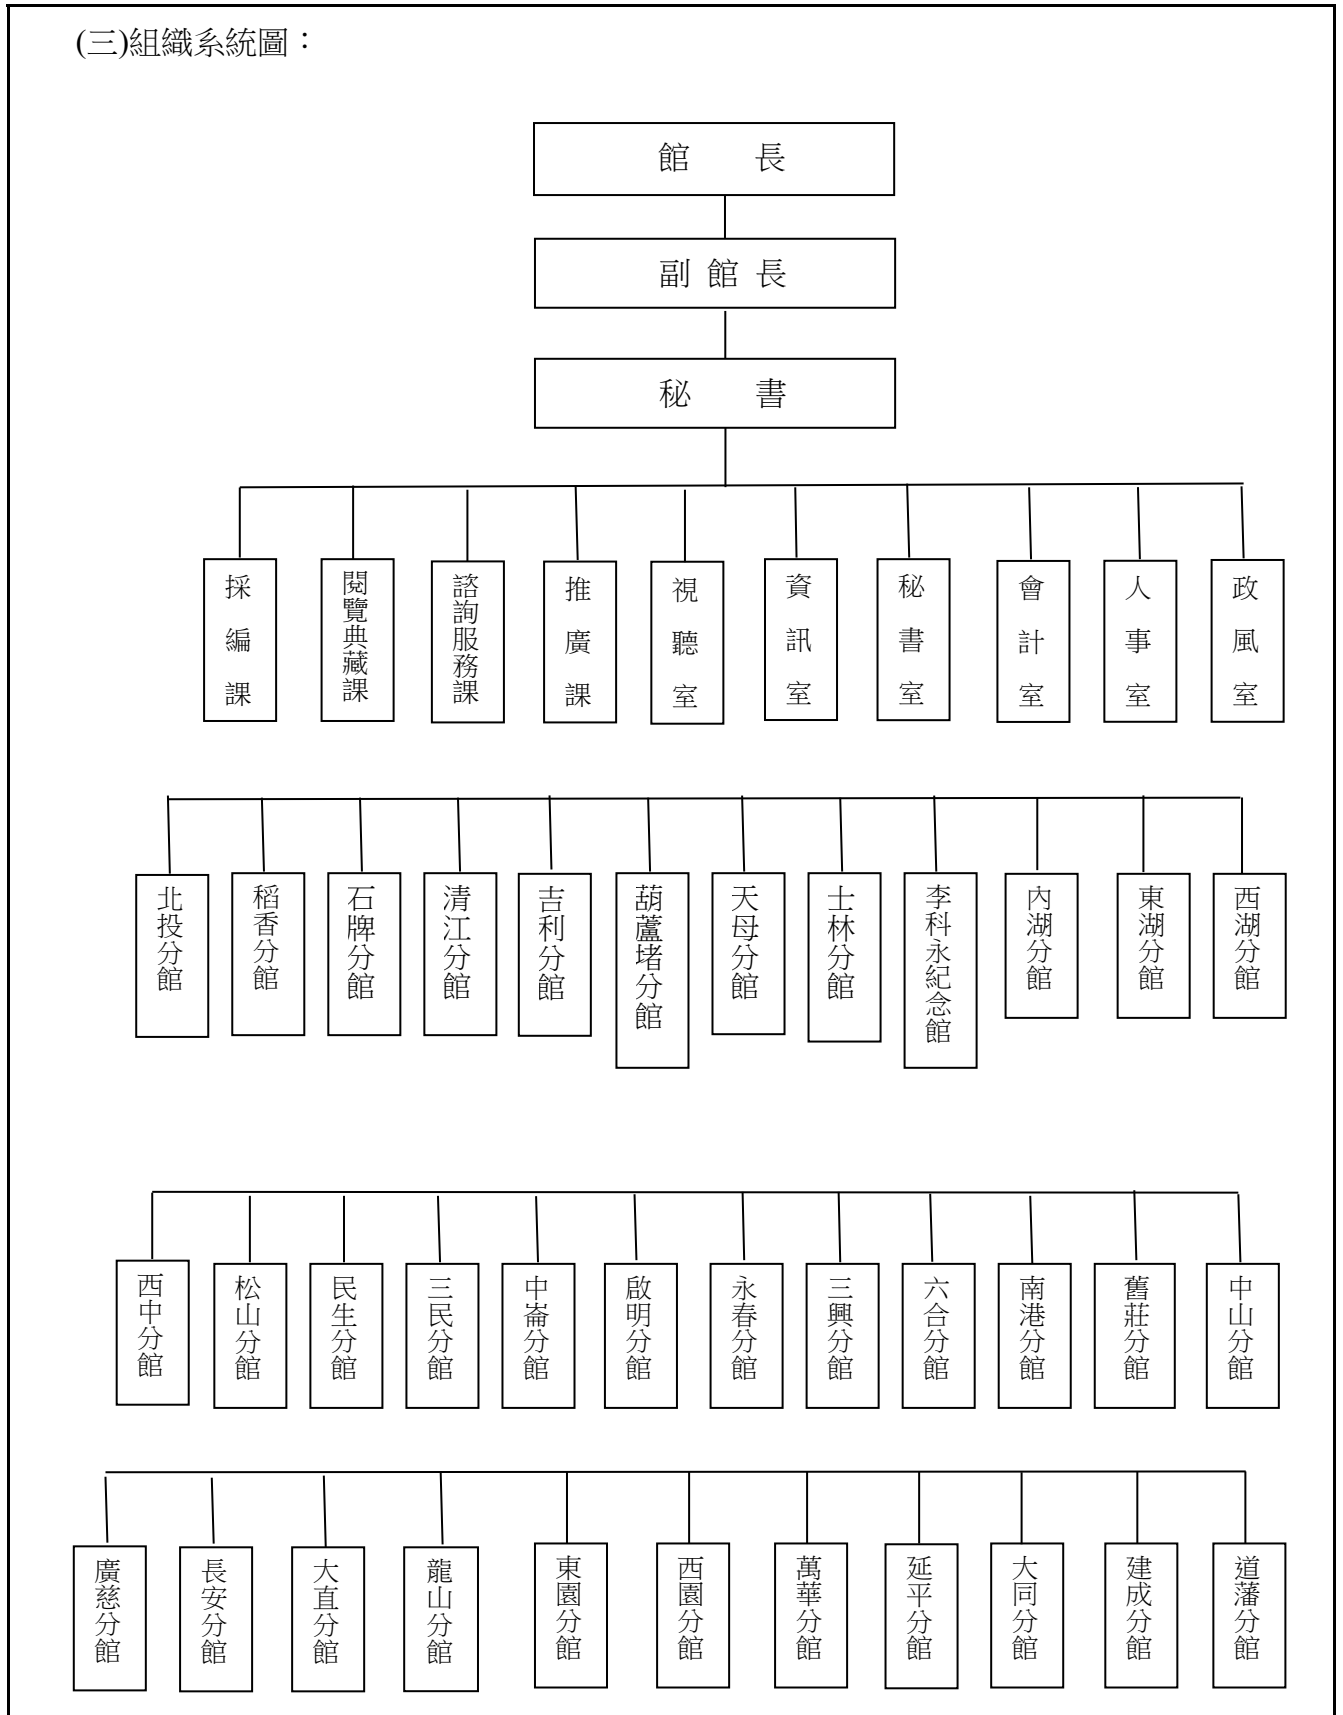 (三)組織系統圖：
館長
副館長
秘書
採編課
閱覽典藏課
諮詢服務課
推廣課
視聽室
資訊室
秘書室
會計室
人事室
政風室
北投分館
稻香分館
石牌分館
清江分館
吉利分館
葫蘆堵分館
天母分館
士林分館
李科永紀念館
內湖分館
東湖分館
西湖分館
西中分館
松山分館
民生分館
三民分館
中崙分館
啟明分館
永春分館
三興分館
六合分館
南港分館
舊莊分館
中山分館
廣慈分館
長安分館
大直分館
龍山分館
東園分館
西園分館
萬華分館
延平分館
大同分館
建成分館
道藩分館